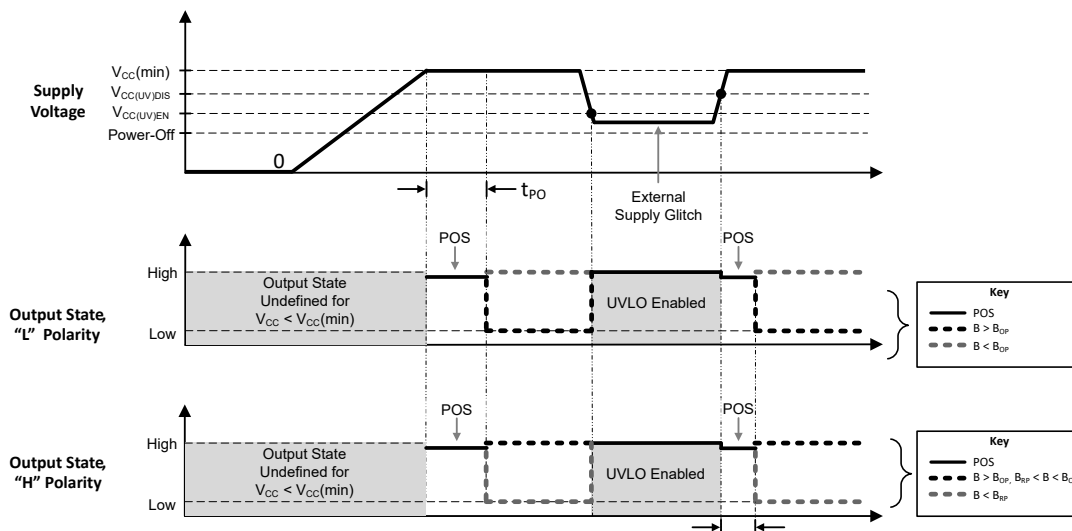 Supply
Voltage
VCC(min)
VCC(UV)DIS
VCC(UV)EN
Power-Off
0
tPO
External
Supply Glitch
Output State,
"L" Polarity
High
Low
Output State
Undefined for
VCC < VCC(min)
POS
UVLO Enabled
POS
Key
POS
B > BOP
B < BOP
Output State,
"H" Polarity
High
Low
Output State
Undefined for
VCC < VCC(min)
POS
UVLO Enabled
POS
Key
POS
B > BOP, BRP < B <
B < BRP